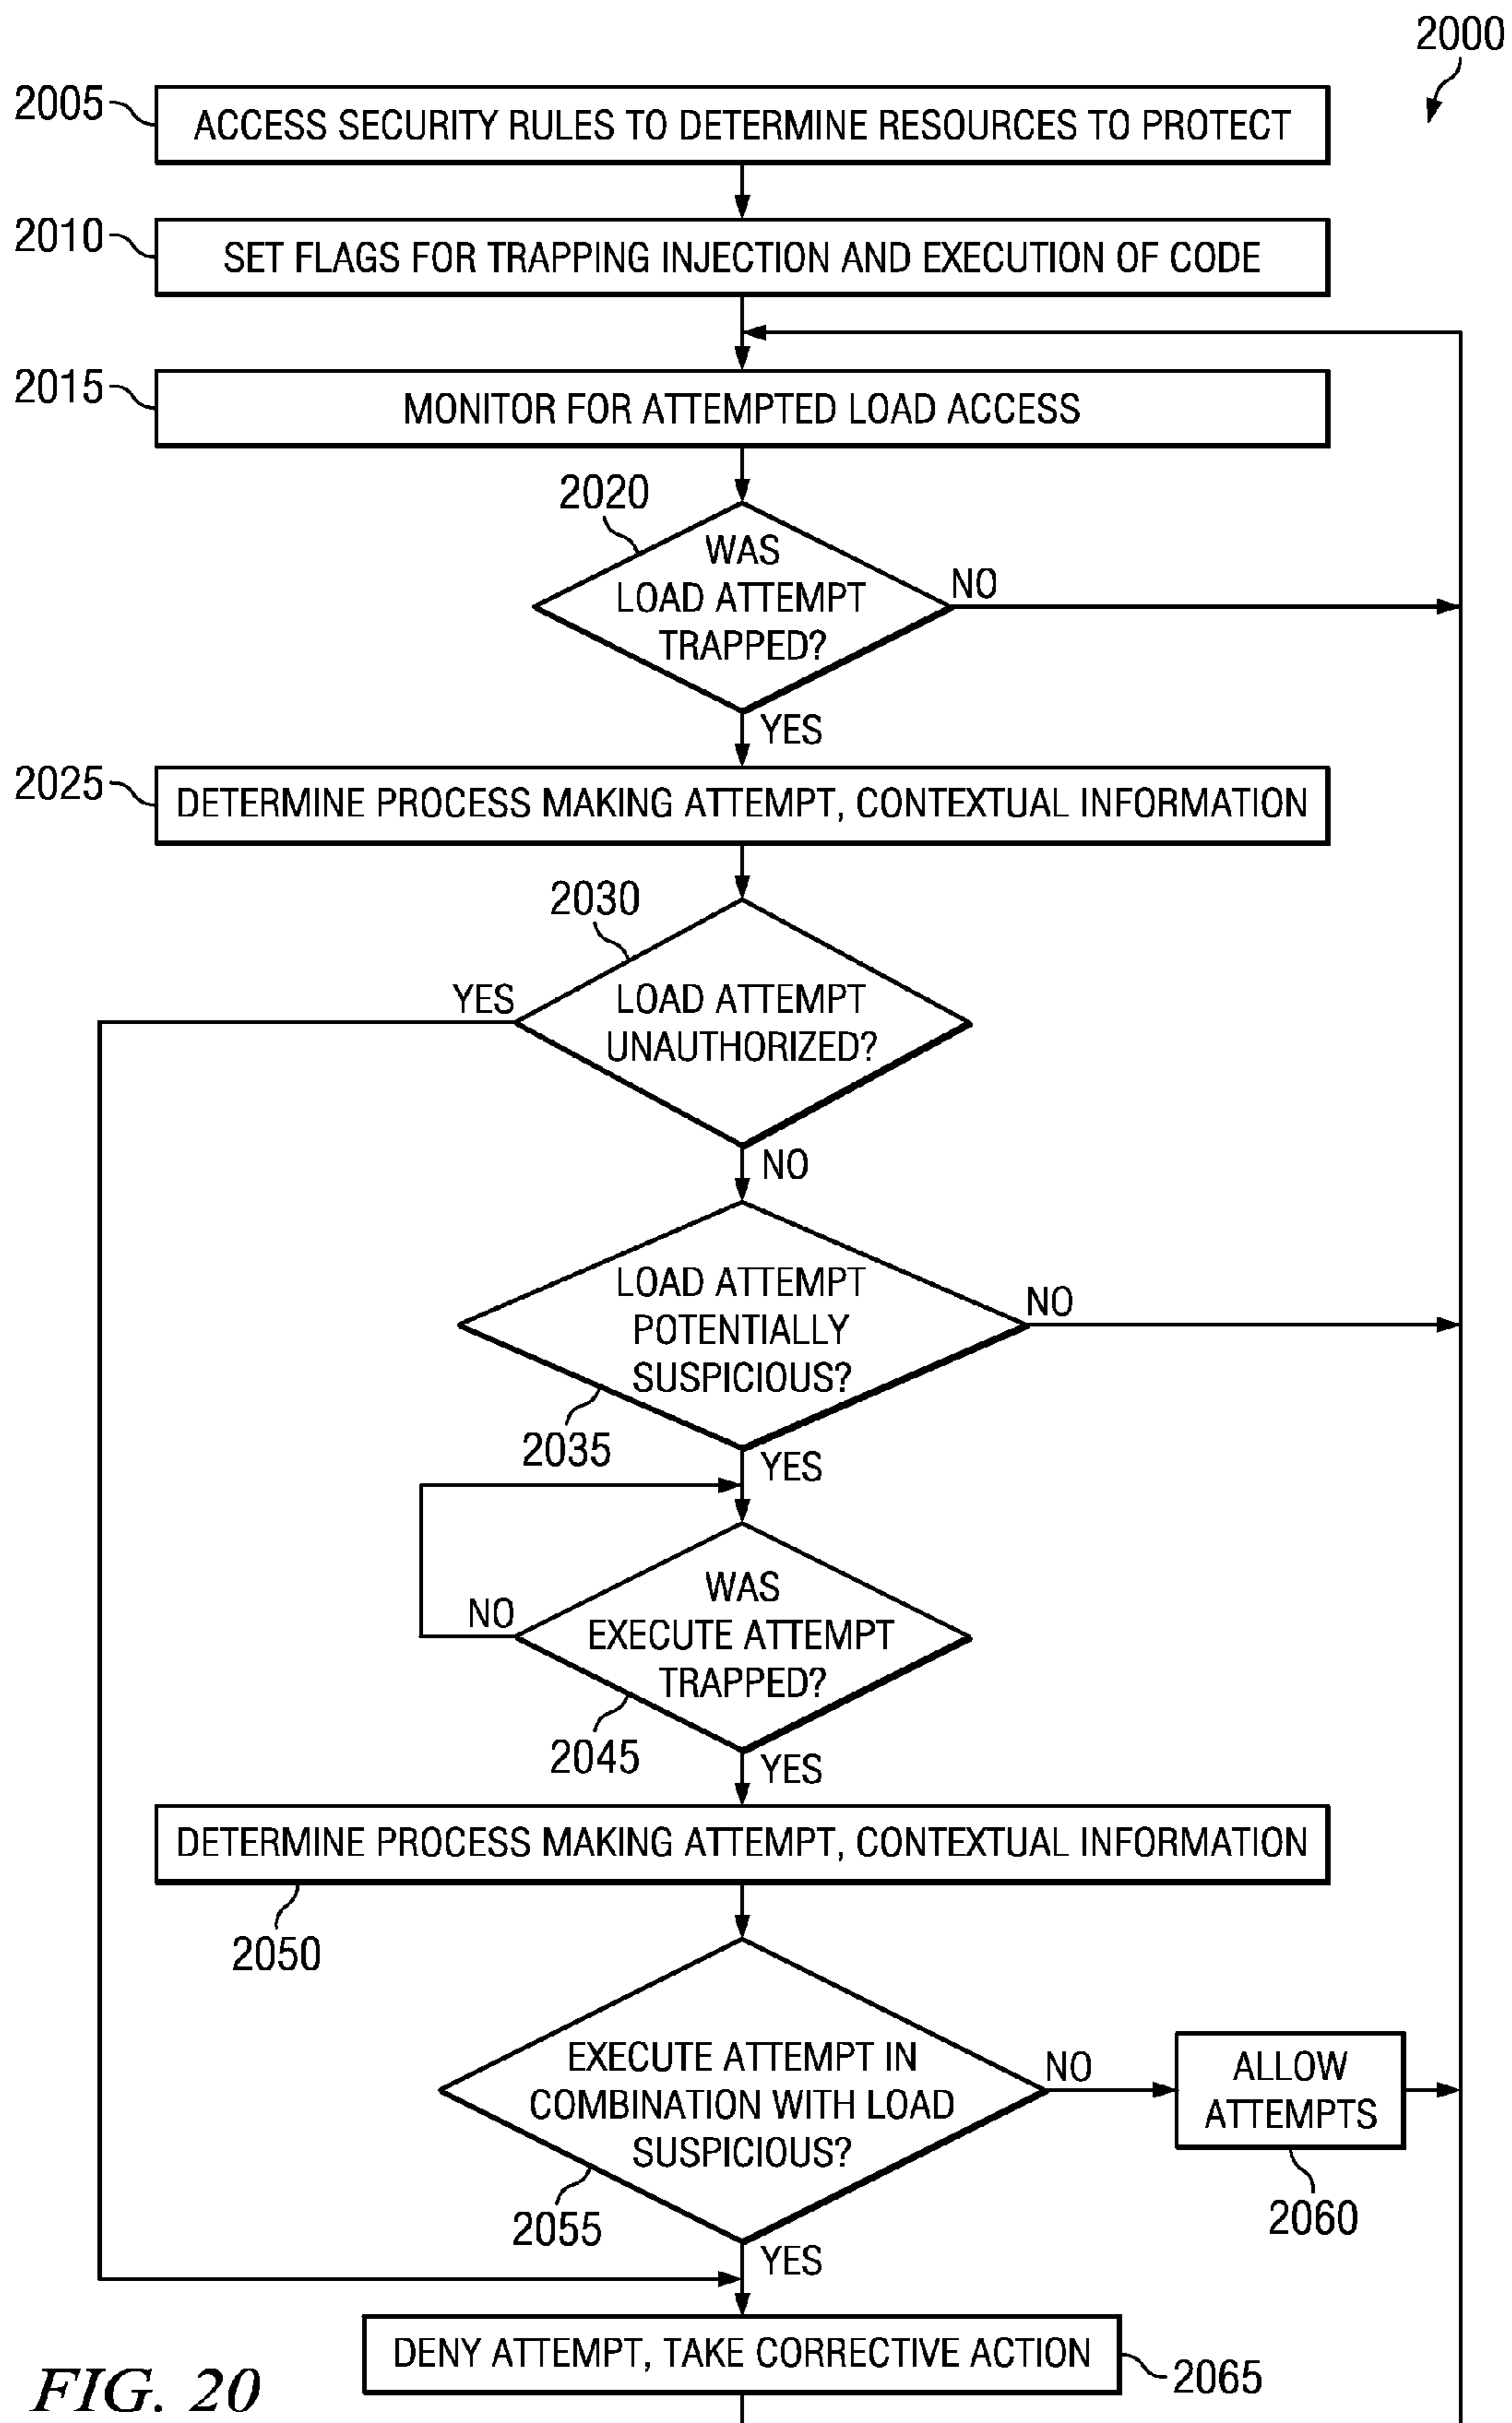 2000
2005
ACCESS SECURITY RULES TO DETERMINE RESOURCES TO PROTECT
2010
SET FLAGS FOR TRAPPING INJECTION AND EXECUTION OF CODE
2015
MONITOR FOR ATTEMPTED LOAD ACCESS
2020
WAS
LOAD ATTEMPT
TRAPPED?
NO
YES
2025
DETERMINE PROCESS MAKING ATTEMPT, CONTEXTUAL INFORMATION
2030
YES
LOAD ATTEMPT
UNAUTHORIZED?
NO
LOAD ATTEMPT
POTENTIALLY
SUSPICIOUS?
NO
2035
YES
WAS
EXECUTE ATTEMPT
TRAPPED?
NO
2045
YES
DETERMINE PROCESS MAKING ATTEMPT, CONTEXTUAL INFORMATION
2050
EXECUTE ATTEMPT IN
COMBINATION WITH LOAD
SUSPICIOUS?
NO
ALLOW
ATTEMPTS
2055
2060
YES
DENY ATTEMPT, TAKE CORRECTIVE ACTION
2065
FIG. 20